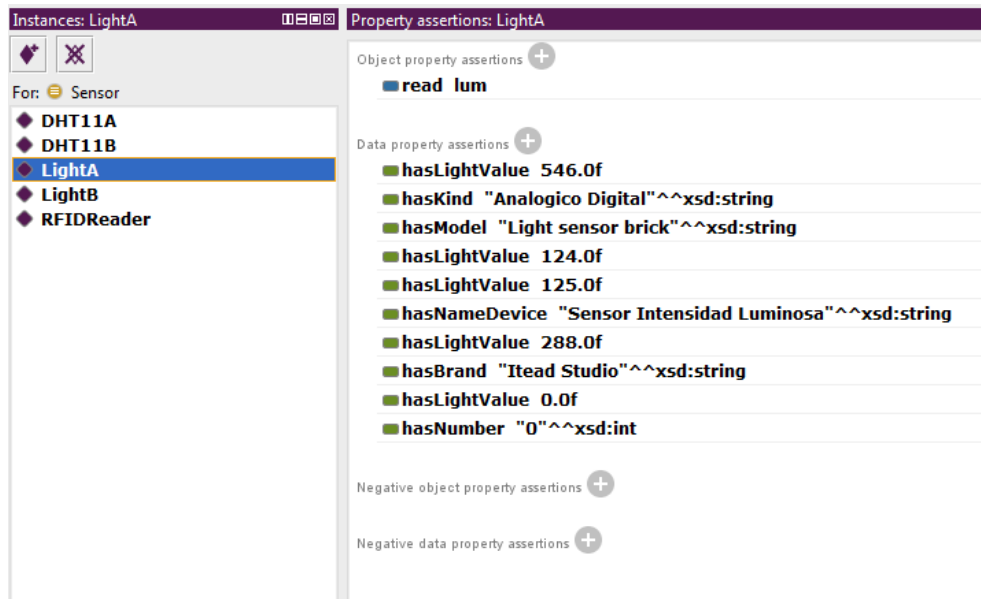 Instances: LightA
For: Sensor
DHT11A
DHT11B
LightA
LightB
RFIDReader
Property assertions: LightA
Object property assertions
read lum
Data property assertions
hasLightValue 546.0f
hasKind "Analogico Digital"^^xsd:string
hasModel "Light sensor brick"^^xsd:string
hasLightValue 124.0f
hasLightValue 125.0f
hasNameDevice "Sensor Intensidad Luminosa"^^xsd:string
hasLightValue 288.0f
hasBrand "Itead Studio"^^xsd:string
hasLightValue 0.0f
hasNumber "0"^^xsd:int
Negative object property assertions
Negative data property assertions